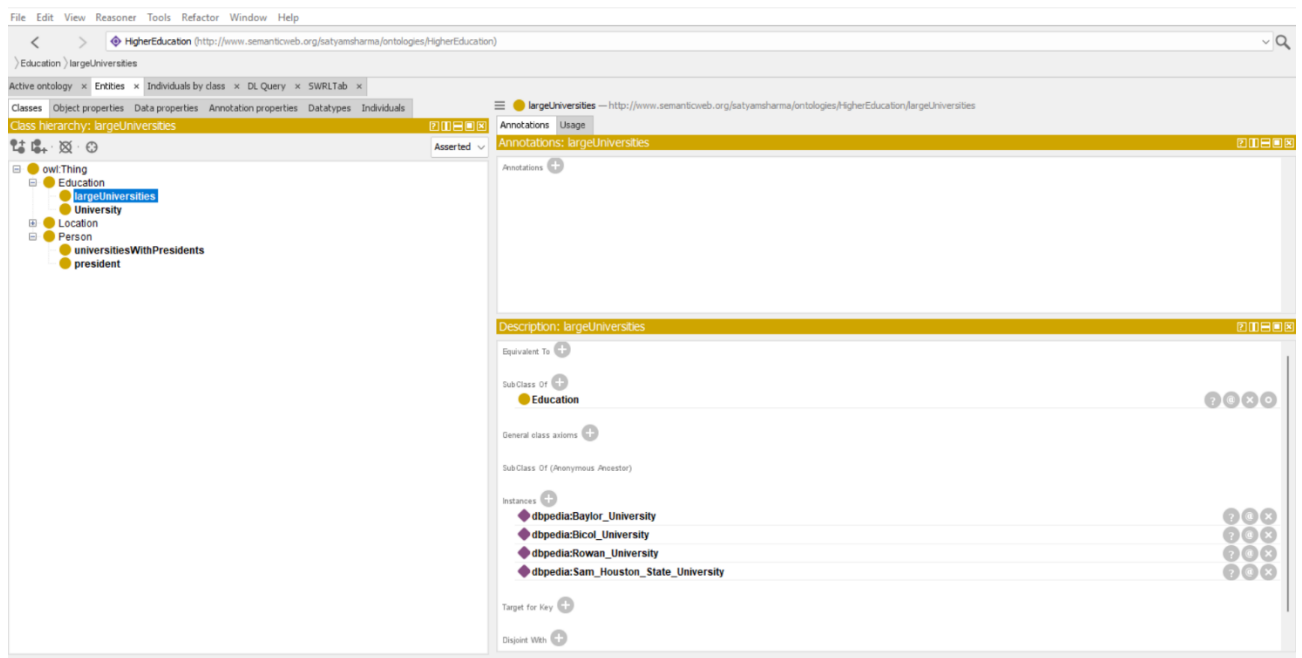 File Edit View Reasoner Tools Refactor Window Help
< > HigherEducation (http://www.semanticweb.org/satyamsharma/ontologies/HigherEducation)
〉Education 〉largeUniversities
Active ontology × Entities × Individuals by class × DL Query × SWRLTab ×
Classes Object properties Data properties Annotation properties Datatypes Individuals
Class hierarchy: largeUniversities
Asserted
owl:Thing
Education
largeUniversities
University
Location
Person
universitiesWithPresidents
president
largeUniversities — http://www.semanticweb.org/satyamsharma/ontologies/HigherEducation/largeUniversities
Annotations Usage
Annotations: largeUniversities
Annotations
Description: largeUniversities
Equivalent To
SubClass Of
Education
General class axioms
SubClass Of (Anonymous Ancestor)
Instances
dbpedia:Baylor_University
dbpedia:Bicol_University
dbpedia:Rowan_University
dbpedia:Sam_Houston_State_University
Target for Key
Disjoint With